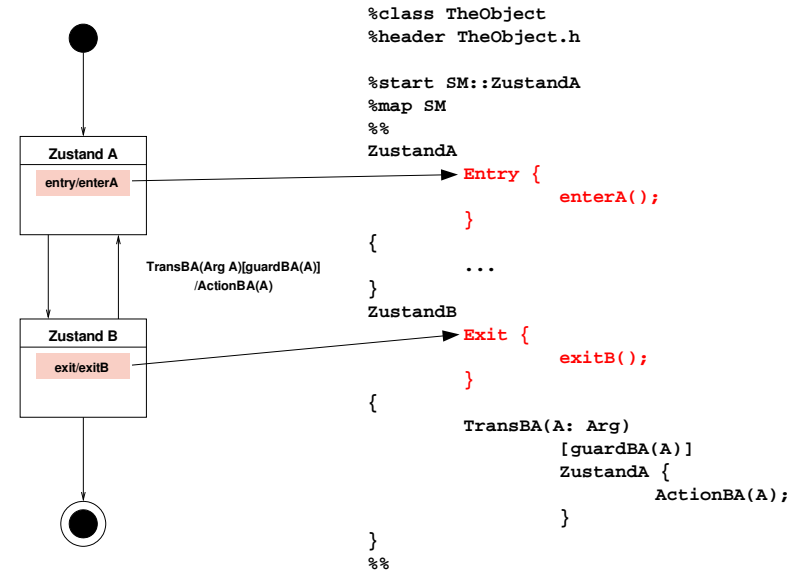 Zustand A
entry/enterA
TransBA(Arg A)[guardBA(A)]
/ActionBA(A)
Zustand B
exit/exitB
%class TheObject
%header TheObject.h
%start SM::ZustandA
%map SM
%%
ZustandA
Entry {
enterA();
}
{
...
}
ZustandB
Exit {
exitB();
}
{
TransBA(A: Arg)
[guardBA(A)]
ZustandA {
ActionBA(A);
}
}
%%